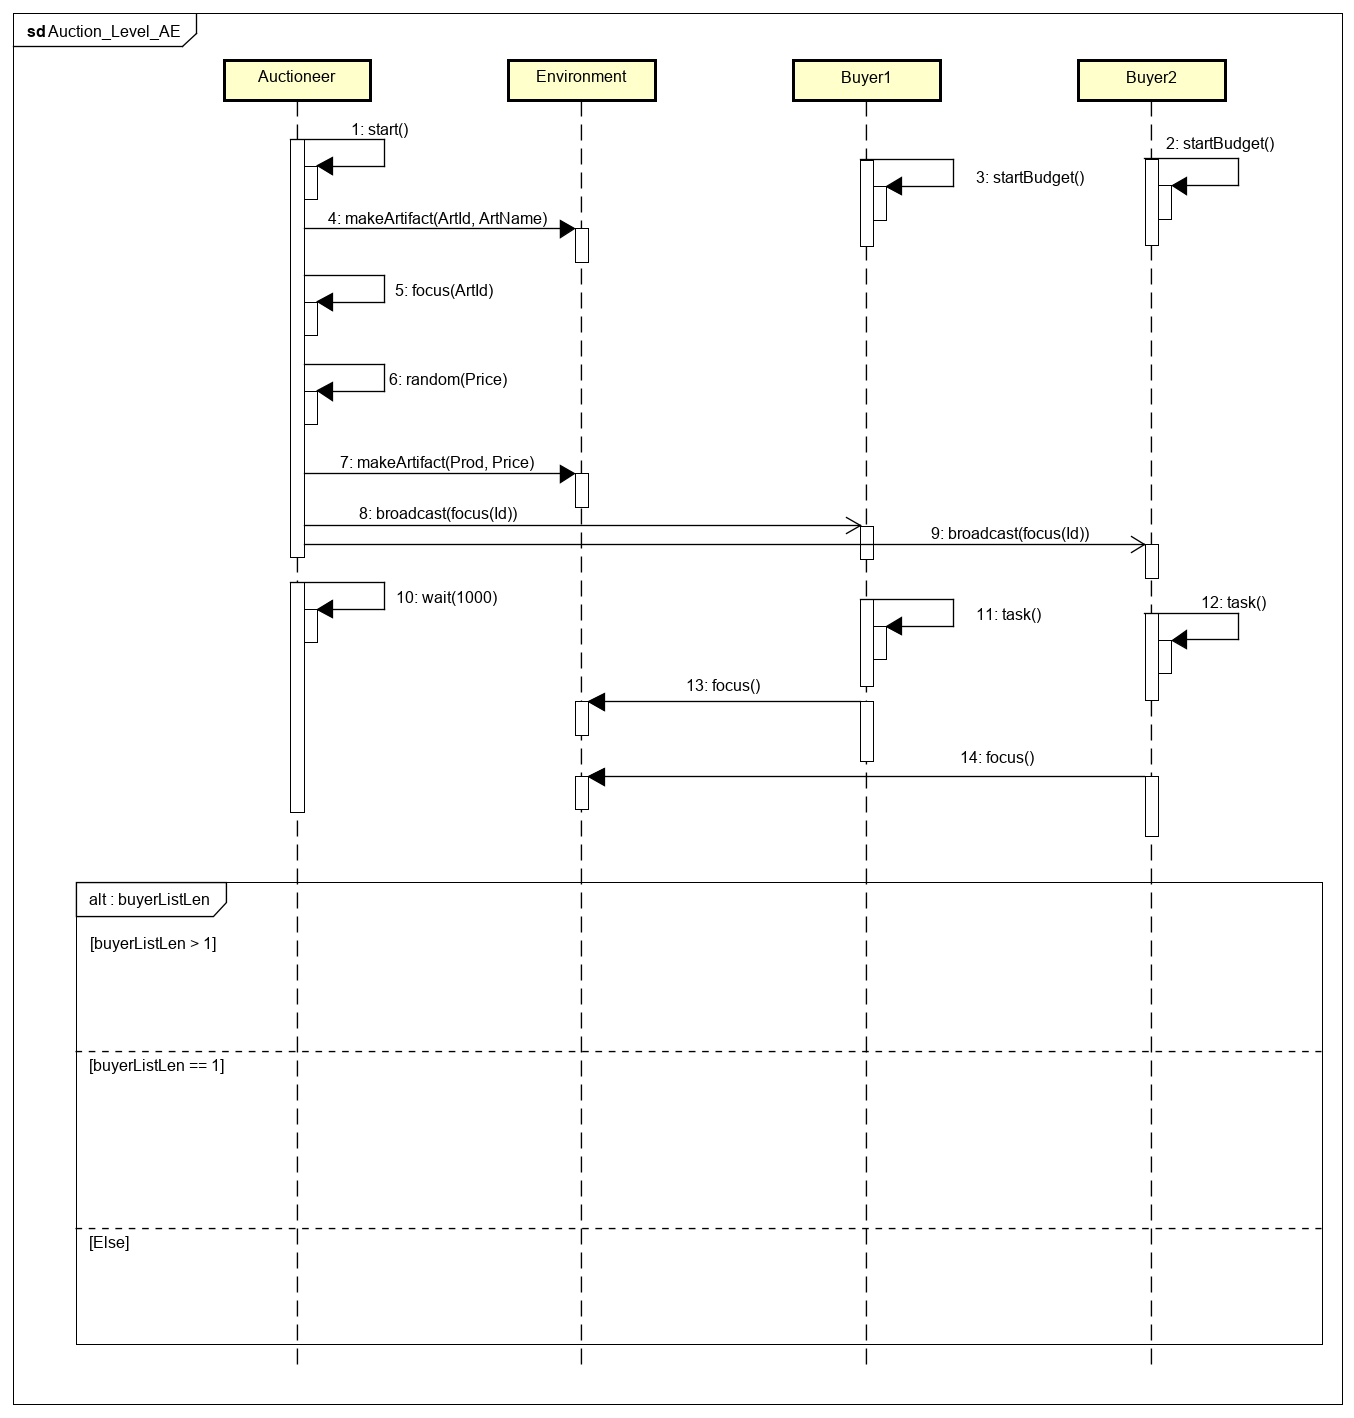 sd Auction_Level_AE
Auctioneer
Environment
Buyer1
Buyer2
1: start()
2: startBudget()
3: startBudget()
4: makeArtifact(ArtId, ArtName)
5: focus(ArtId)
6: random(Price)
7: makeArtifact(Prod, Price)
8: broadcast(focus(Id))
9: broadcast(focus(Id))
10: wait(1000)
11: task()
12: task()
13: focus()
14: focus()
alt : buyerListLen
[buyerListLen > 1]
[buyerListLen == 1]
[Else]